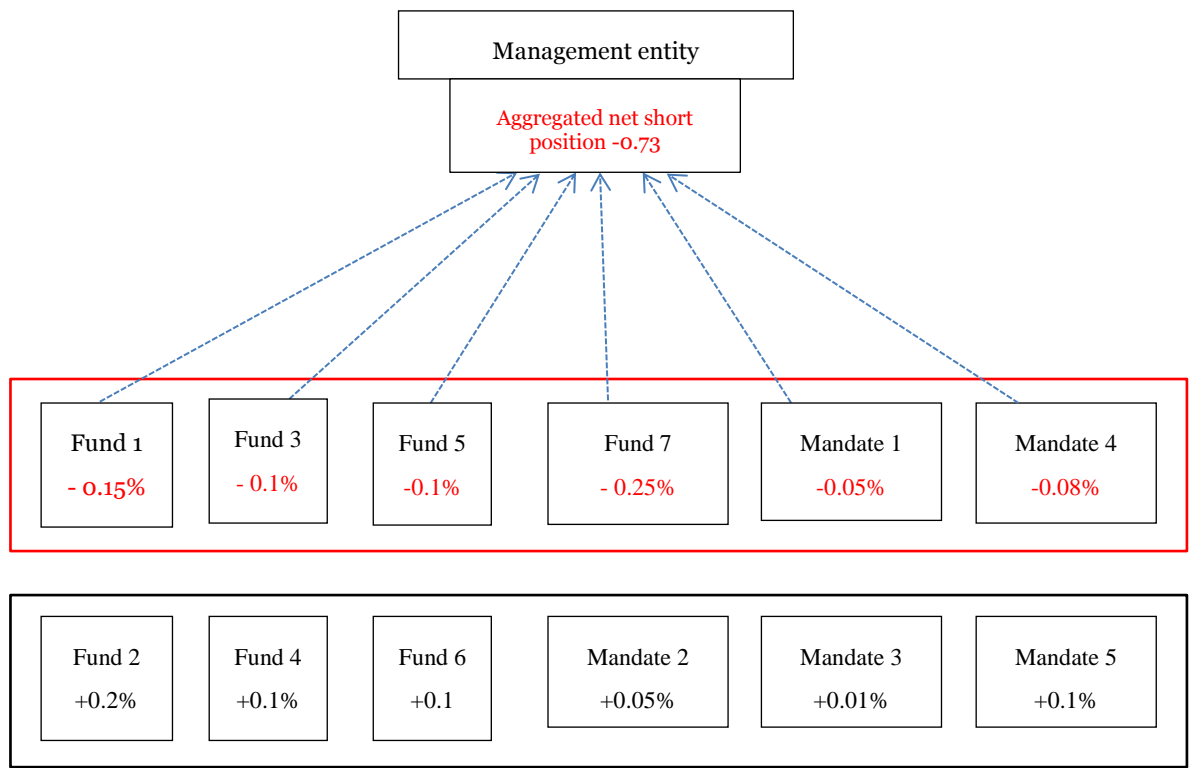 Management entity
Aggregated net short
position -0.73
Fund 1
- 0.15%
Fund 3
- 0.1%
Fund 5
-0.1%
Fund 7
- 0.25%
Mandate 1
-0.05%
Mandate 4
-0.08%
Fund 2
+0.2%
Fund 4
+0.1%
Fund 6
+0.1
Mandate 2
+0.05%
Mandate 3
+0.01%
Mandate 5
+0.1%